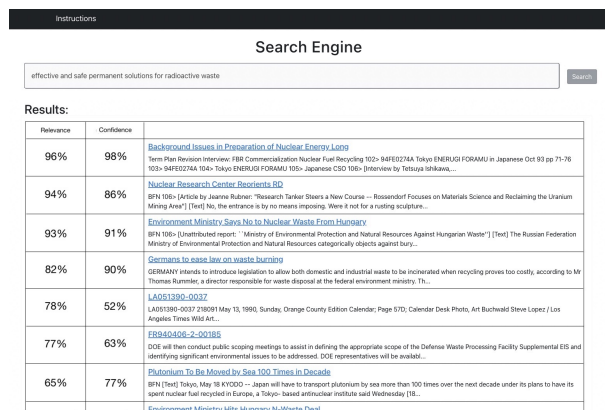 Instructions
Search Engine
effective and safe permanent solutions for radioactive waste
Search
Results:
Relevance Confidence
96% 98% Background Issues in Preparation of Nuclear Energy Long
Term Plan Revision Interview: FBR Commercialization Nuclear Fuel Recycling 102> 94FE0274A Tokyo ENERUGI FORAMU in Japanese Oct 93 pp 71-76
103> 94FE0274A 104> Tokyo ENERUGI FORAMU 105> Japanese CSO 106> [Interview by Tetsuya Ishikawa,...
94% 86% Nuclear Research Center Reorients RD
BFN 106> [Article by Jeanne Rubner: "Research Tanker Steers a New Course -- Rossendorf Focuses on Materials Science and Reclaiming the Uranium
Mining Area"] [Text] No, the entrance is by no means imposing. Were it not for a rusting sculpture...
93% 91% Environment Ministry Says No to Nuclear Waste From Hungary
BFN 106> [Unattributed report: ``Ministry of Environmental Protection and Natural Resources Against Hungarian Waste''] [Text] The Russian Federation
Ministry of Environmental Protection and Natural Resources categorically objects against bury...
82% 90% Germans to ease law on waste burning
GERMANY intends to introduce legislation to allow both domestic and industrial waste to be incinerated when recycling proves too costly, according to Mr
Thomas Rummler, a director responsible for waste disposal at the federal environment ministry. Th...
78% 52% LA051390-0037
LA051390-0037 218091 May 13, 1990, Sunday, Orange County Edition Calendar; Page 57D; Calendar Desk Photo, Art Buchwald Steve Lopez / Los
Angeles Times Wild Art...
77% 63% FR940406-2-00185
DOE will then conduct public scoping meetings to assist in defining the appropriate scope of the Defense Waste Processing Facility Supplemental EIS and
identifying significant environmental issues to be addressed. DOE representatives will be availabl...
65% 77% Plutonium To Be Moved by Sea 100 Times in Decade
BFN [Text] Tokyo, May 18 KYODO -- Japan will have to transport plutonium by sea more than 100 times over the next decade under its plans to have its
spent nuclear fuel recycled in Europe, a Tokyo- based antinuclear institute said Wednesday [18...
Environment Ministry Hits Hungary N-Waste Deal